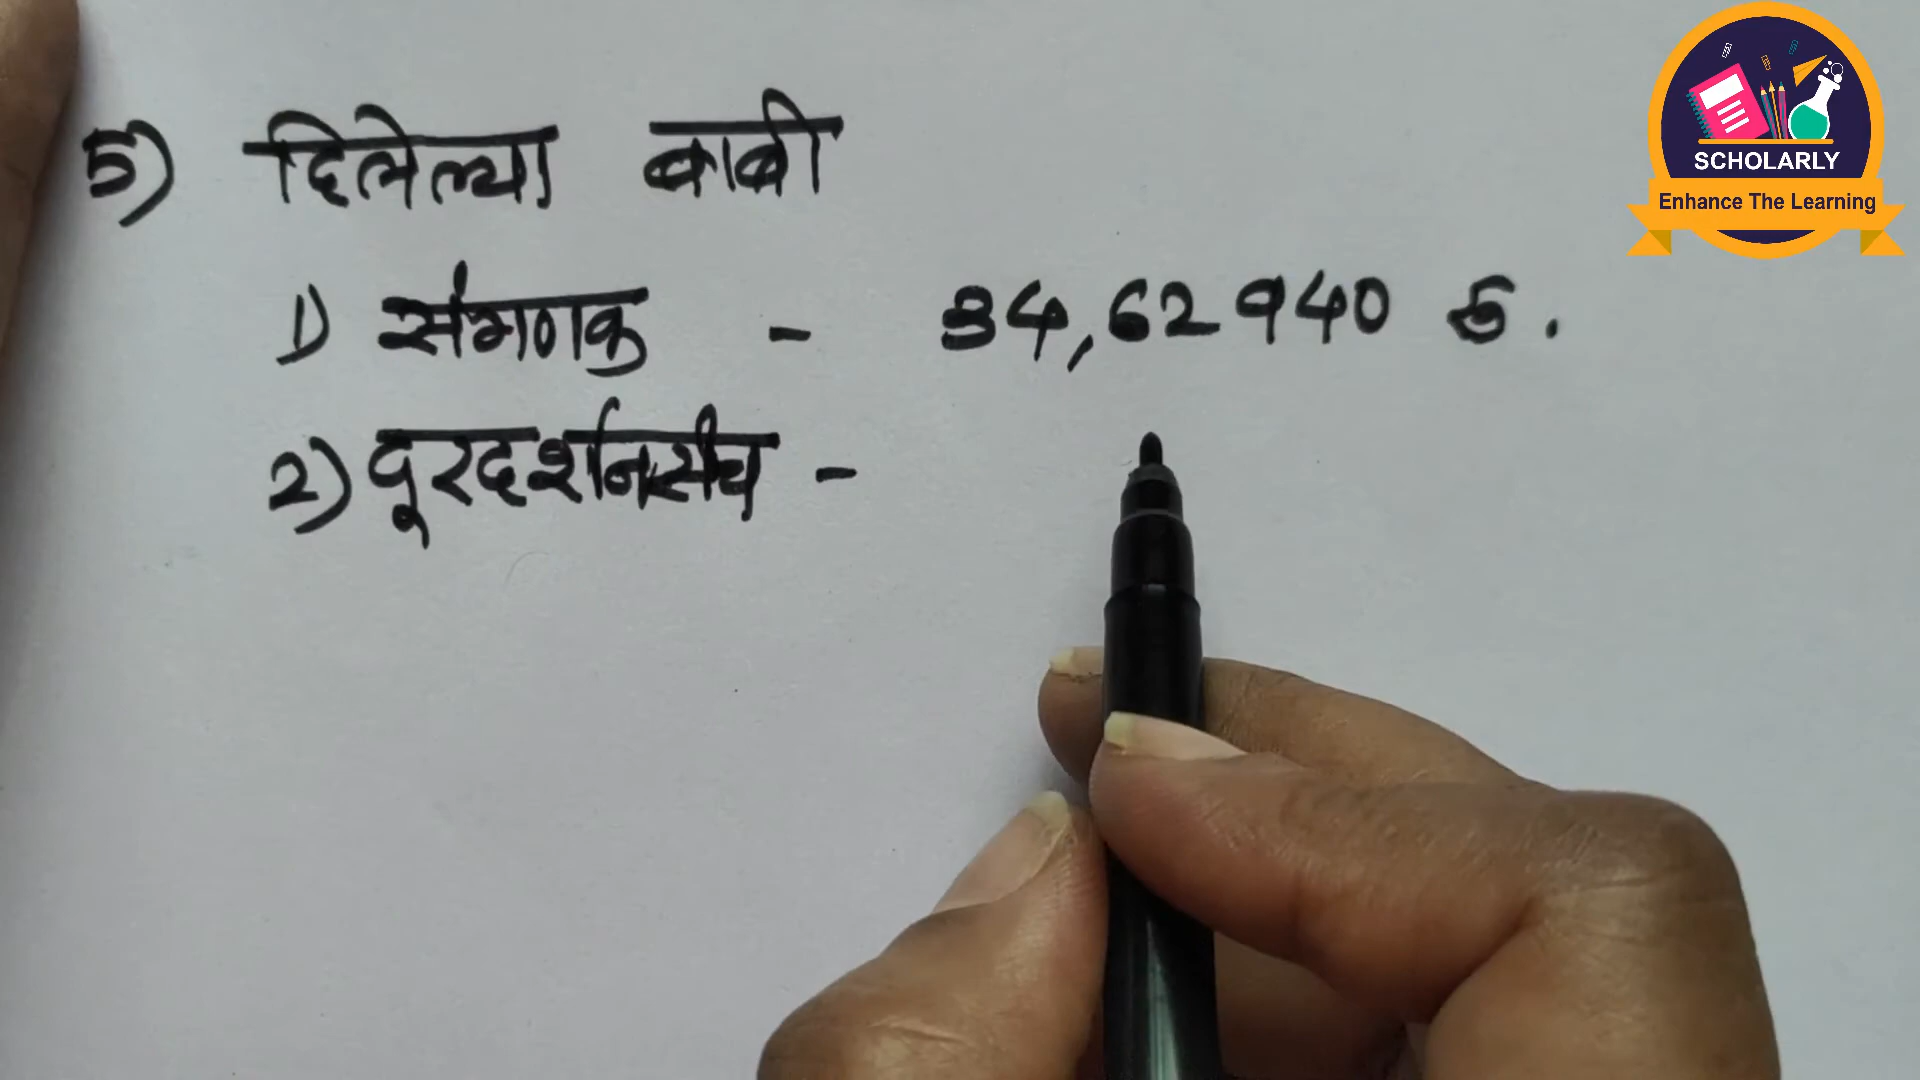 5) दिलेल्या बाबी
1) संगणक - 34,62940 रु.
2) दूरदर्शनसंच -
SCHOLARLY
Enhance The Learning